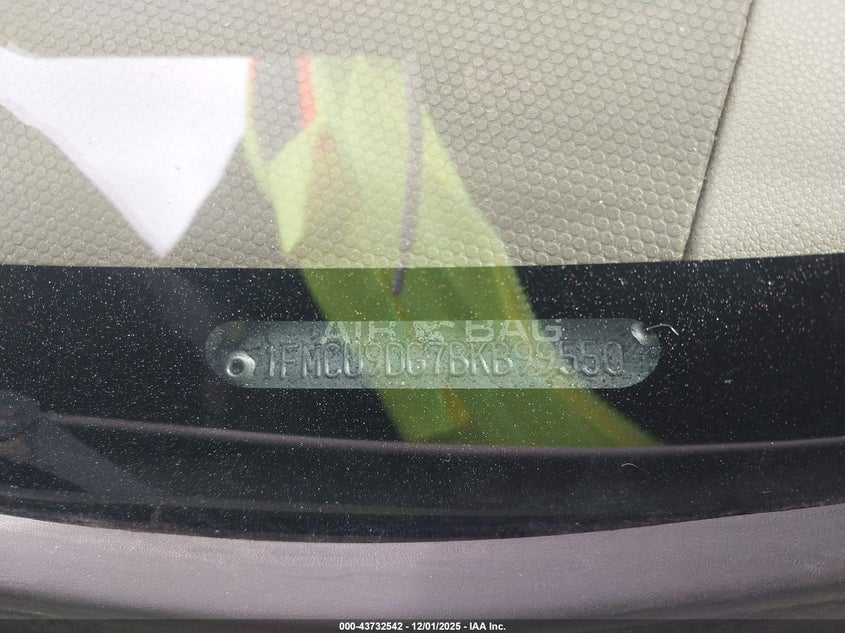 AIR BAG
1FMCU9DG7BKB99550
000-43732542 - 12/01/2025 - IAA Inc.